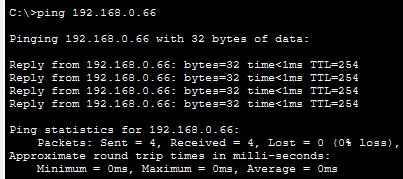 C:\>ping 192.168.0.66
Pinging 192.168.0.66 with 32 bytes of data:
Reply from 192.168.0.66: bytes=32 time<1ms TTL=254
Reply from 192.168.0.66: bytes=32 time<1ms TTL=254
Reply from 192.168.0.66: bytes=32 time<1ms TTL=254
Reply from 192.168.0.66: bytes=32 time<1ms TTL=254
Ping statistics for 192.168.0.66:
    Packets: Sent = 4, Received = 4, Lost = 0 (0% loss),
Approximate round trip times in milli-seconds:
    Minimum = 0ms, Maximum = 0ms, Average = 0ms